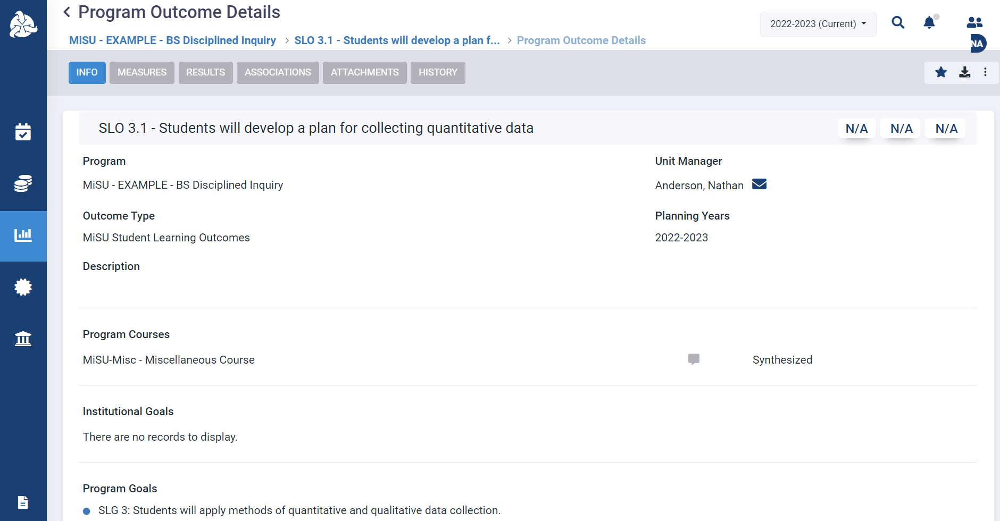 Program Outcome Details
2022-2023 (Current)
MiSU - EXAMPLE - BS Disciplined Inquiry > SLO 3.1 - Students will develop a plan f... > Program Outcome Details
NA
INFO MEASURES RESULTS ASSOCIATIONS ATTACHMENTS HISTORY
SLO 3.1 - Students will develop a plan for collecting quantitative data
N/A N/A N/A
Program
MiSU - EXAMPLE - BS Disciplined Inquiry
Unit Manager
Anderson, Nathan
Outcome Type
MiSU Student Learning Outcomes
Planning Years
2022-2023
Description
Program Courses
MiSU-Misc - Miscellaneous Course Synthesized
Institutional Goals
There are no records to display.
Program Goals
SLG 3: Students will apply methods of quantitative and qualitative data collection.